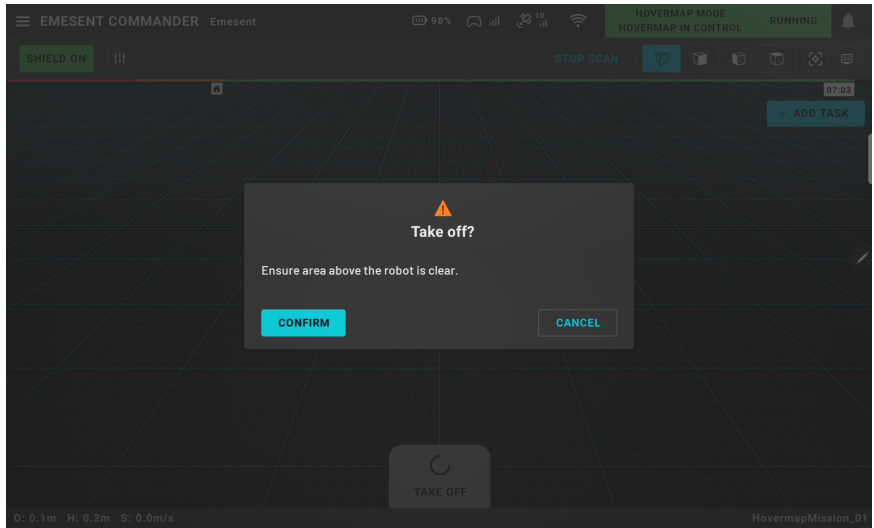 EMESENT COMMANDER Emesent
98%
10
HOVERMAP MODE
HOVERMAP IN CONTROL
RUNNING
SHIELD ON
STOP SCAN
07:03
+ ADD TASK
Take off?
Ensure area above the robot is clear.
CONFIRM
CANCEL
TAKE OFF
D: 0.1m H: 0.2m S: 0.0m/s
HovermapMission_01